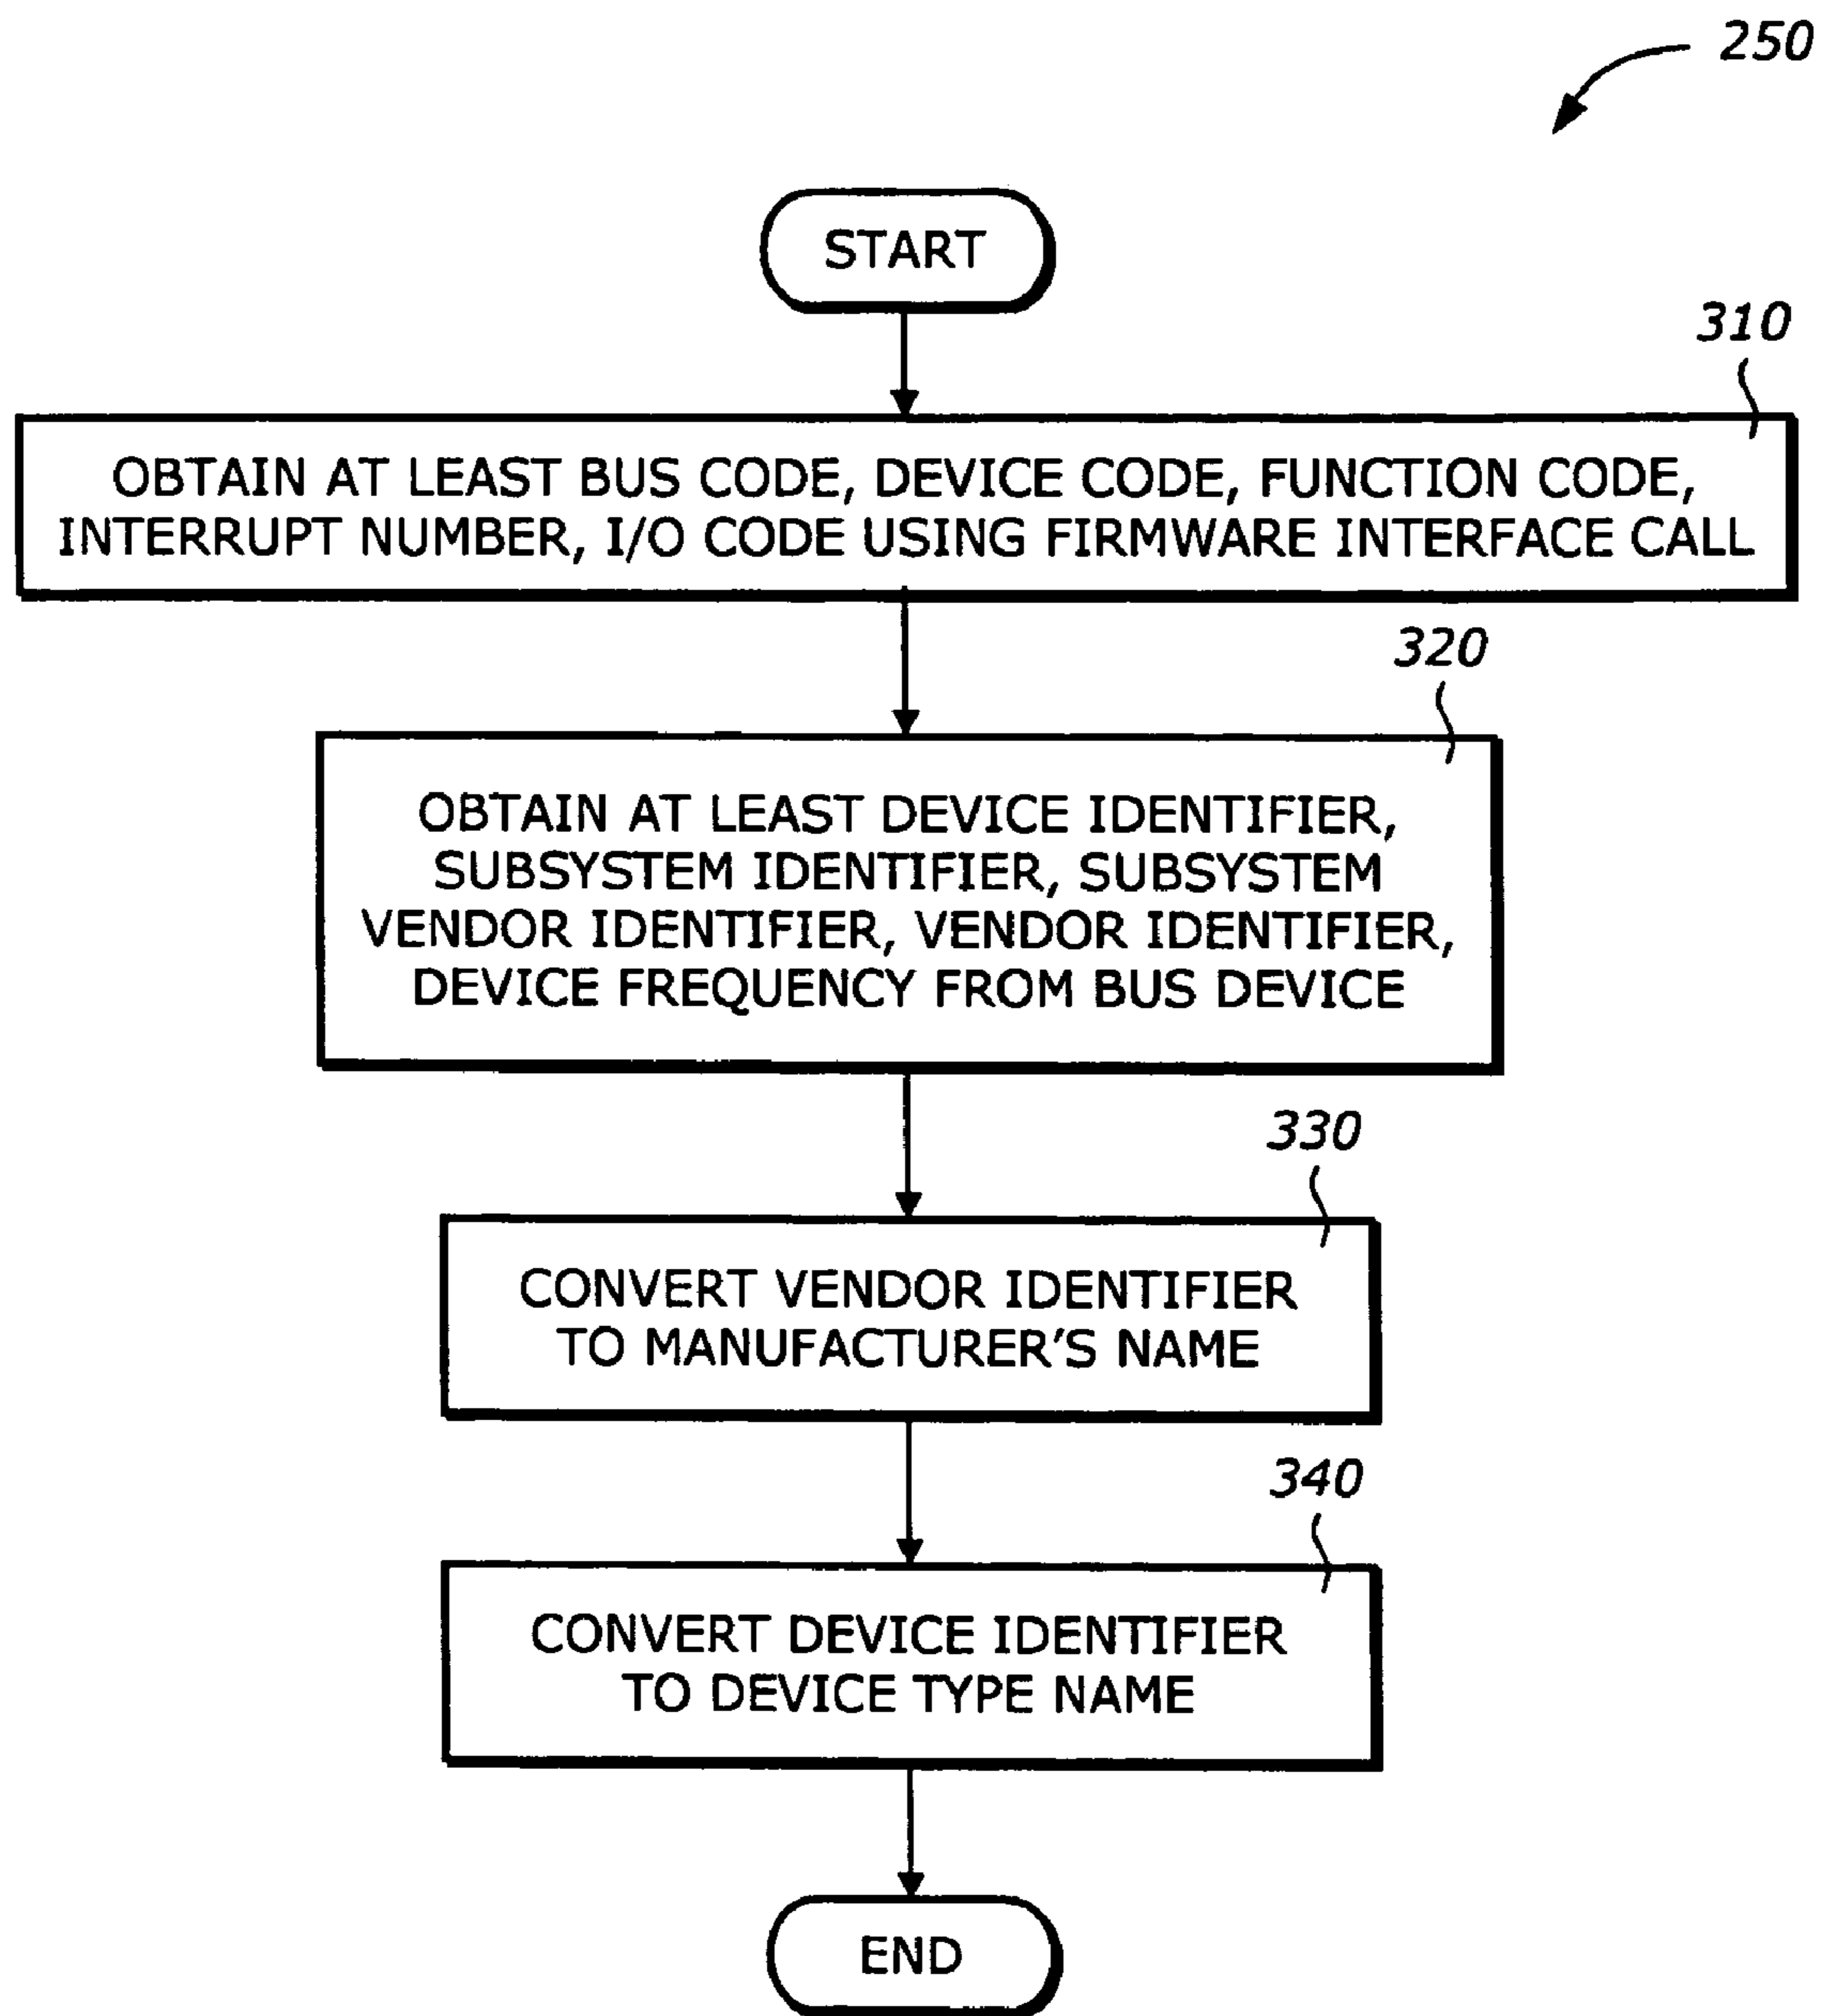 250
START
310
OBTAIN AT LEAST BUS CODE, DEVICE CODE, FUNCTION CODE,
INTERRUPT NUMBER, I/O CODE USING FIRMWARE INTERFACE CALL
320
OBTAIN AT LEAST DEVICE IDENTIFIER,
SUBSYSTEM IDENTIFIER, SUBSYSTEM
VENDOR IDENTIFIER, VENDOR IDENTIFIER,
DEVICE FREQUENCY FROM BUS DEVICE
330
CONVERT VENDOR IDENTIFIER
TO MANUFACTURER'S NAME
340
CONVERT DEVICE IDENTIFIER
TO DEVICE TYPE NAME
END